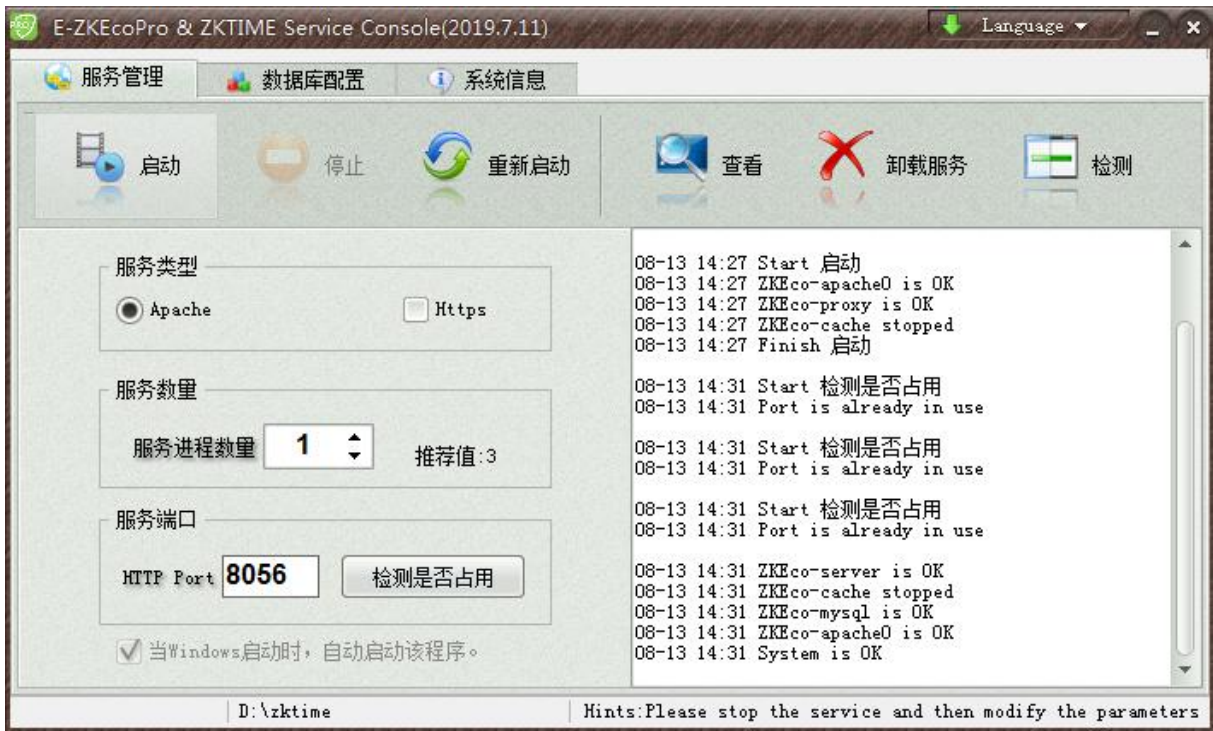 E-ZKEcoPro & ZKTIME Service Console(2019.7.11)
Language
服务管理
数据库配置
系统信息
启动
停止
重新启动
查看
卸载服务
检测
服务类型
Apache
Https
服务数量
服务进程数量
1
推荐值:3
服务端口
HTTP Port
8056
检测是否占用
当Windows启动时，自动启动该程序。
08-13 14:27 Start 启动
08-13 14:27 ZKEco-apache0 is OK
08-13 14:27 ZKEco-proxy is OK
08-13 14:27 ZKEco-cache stopped
08-13 14:27 Finish 启动
08-13 14:31 Start 检测是否占用
08-13 14:31 Port is already in use
08-13 14:31 Start 检测是否占用
08-13 14:31 Port is already in use
08-13 14:31 Start 检测是否占用
08-13 14:31 Port is already in use
08-13 14:31 ZKEco-server is OK
08-13 14:31 ZKEco-cache stopped
08-13 14:31 ZKEco-mysql is OK
08-13 14:31 ZKEco-apache0 is OK
08-13 14:31 System is OK
D:\zktime
Hints:Please stop the service and then modify the parameters